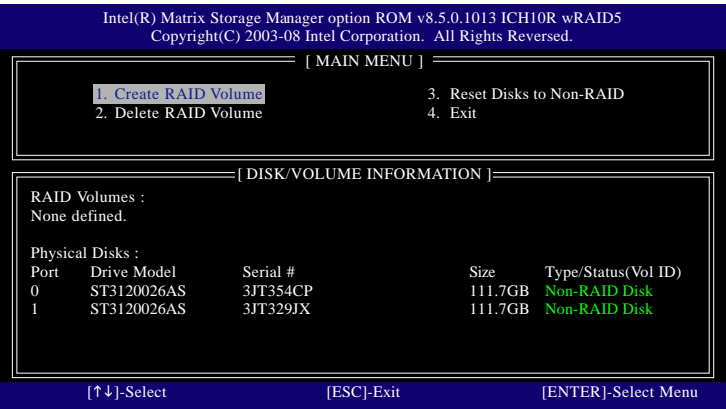 Intel(R) Matrix Storage Manager option ROM v8.5.0.1013 ICH10R wRAID5
Copyright(C) 2003-08 Intel Corporation. All Rights Reversed.
[ MAIN MENU ]
1. Create RAID Volume 3. Reset Disks to Non-RAID
2. Delete RAID Volume 4. Exit
[ DISK/VOLUME INFORMATION ]
RAID Volumes :
None defined.
Physical Disks :
Port Drive Model Serial # Size Type/Status(Vol ID)
0 ST3120026AS 3JT354CP 111.7GB Non-RAID Disk
1 ST3120026AS 3JT329JX 111.7GB Non-RAID Disk
[↑↓]-Select [ESC]-Exit [ENTER]-Select Menu